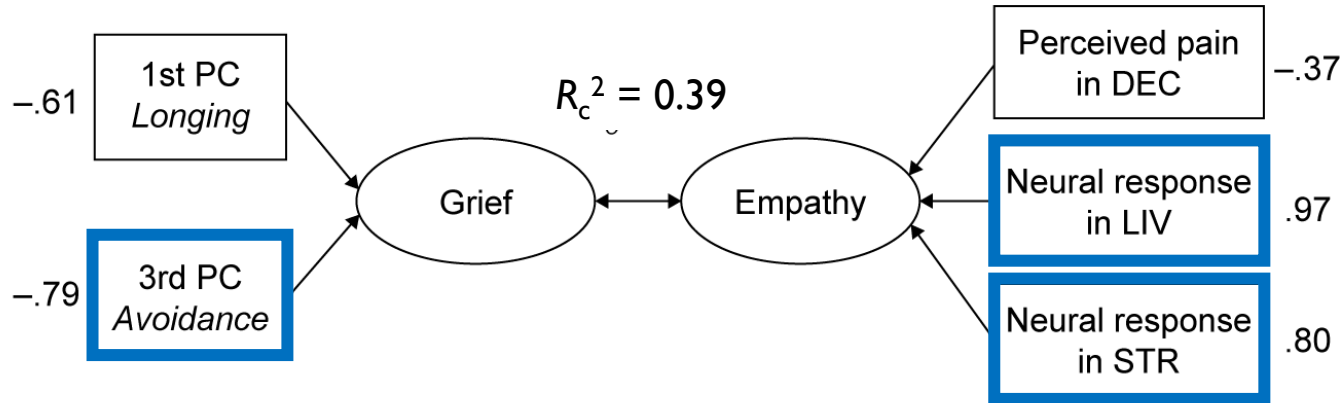 –.61
1st PC
Longing
–.79
3rd PC
Avoidance
Rc² = 0.39
Grief
Empathy
Perceived pain
in DEC
–.37
Neural response
in LIV
.97
Neural response
in STR
.80